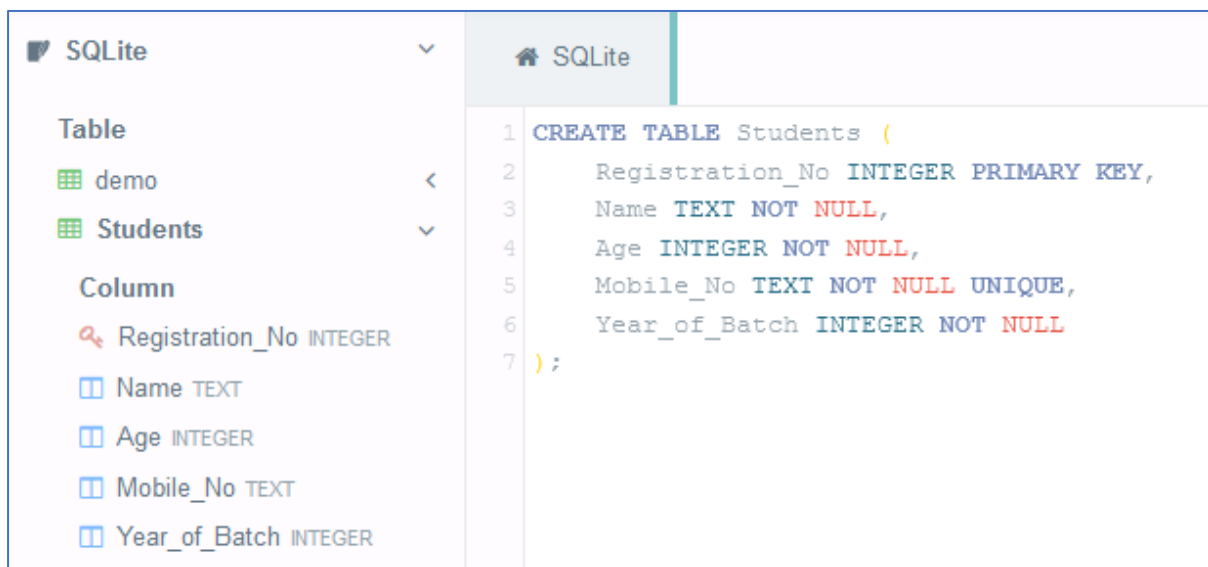 SQLite
Table
demo
Students
Column
Registration_No INTEGER
Name TEXT
Age INTEGER
Mobile_No TEXT
Year_of_Batch INTEGER
SQLite
1 CREATE TABLE Students (
2     Registration_No INTEGER PRIMARY KEY,
3     Name TEXT NOT NULL,
4     Age INTEGER NOT NULL,
5     Mobile_No TEXT NOT NULL UNIQUE,
6     Year_of_Batch INTEGER NOT NULL
7 );